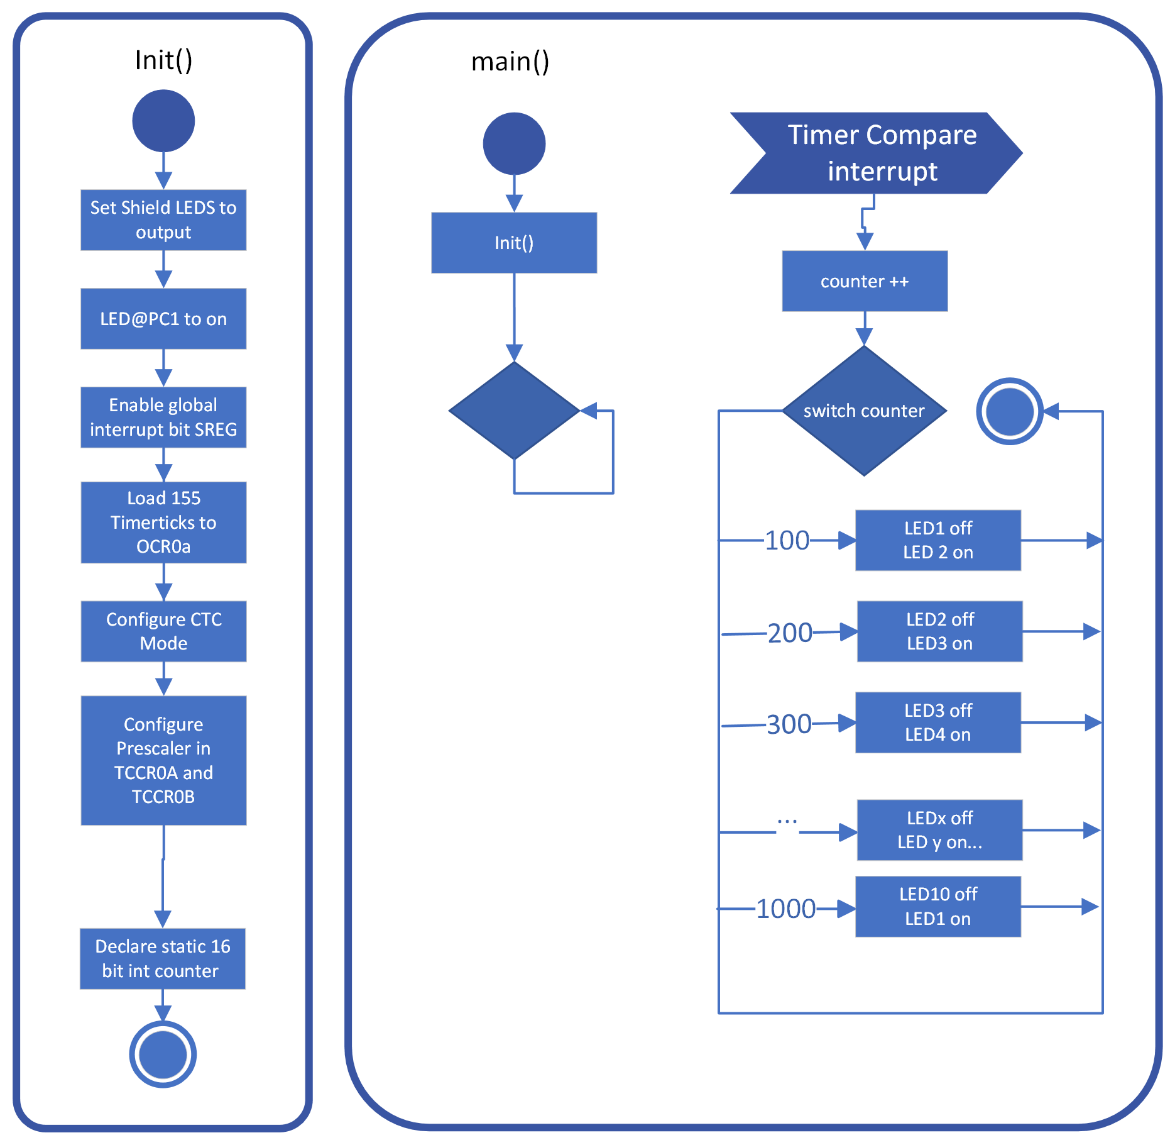 Init()
Set Shield LEDS to
output
LED@PC1 to on
Enable global
interrupt bit SREG
Load 155
Timerticks to
OCR0a
Configure CTC
Mode
Configure
Prescaler in
TCCR0A and
TCCR0B
Declare static 16
bit int counter
main()
Init()
Timer Compare
interrupt
counter ++
switch counter
100
LED1 off
LED 2 on
200
LED2 off
LED3 on
300
LED3 off
LED4 on
...
LEDx off
LED y on...
1000
LED10 off
LED1 on